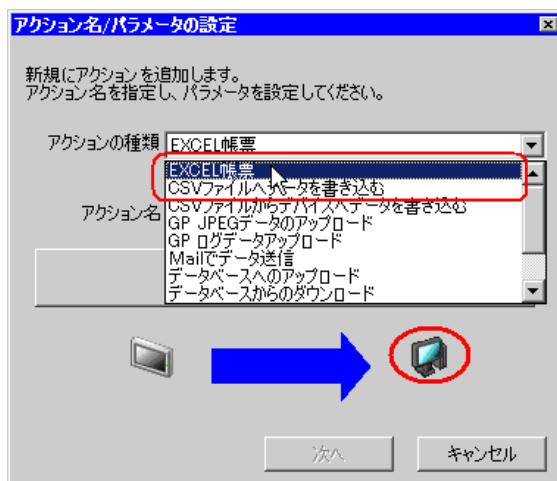 アクション名/パラメータの設定
新規にアクションを追加します。
アクション名を指定し、パラメータを設定してください。
アクションの種類 EXCEL帳票
EXCEL帳票
CSVファイルへデータを書き込む
アクション名 CSVファイルからデバイスへデータを書き込む
GP JPEGデータのアップロード
GP ログデータアップロード
Mailでデータ送信
データベースへのアップロード
データベースからのダウンロード
次へ キャンセル